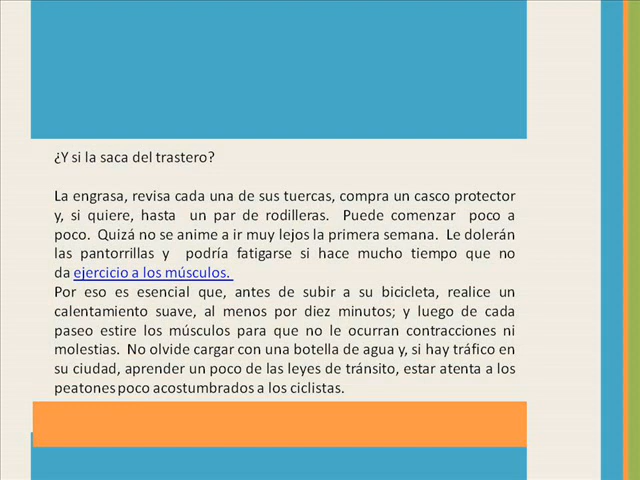 ¿Y si la saca del trastero?
La engrasa, revisa cada una de sus tuercas, compra un casco protector
y, si quiere, hasta un par de rodilleras. Puede comenzar poco a
poco. Quizá no se anime a ir muy lejos la primera semana. Le dolerán
las pantorrillas y podría fatigarse si hace mucho tiempo que no
da ejercicio a los músculos.
Por eso es esencial que, antes de subir a su bicicleta, realice un
calentamiento suave, al menos por diez minutos; y luego de cada
paseo estire los músculos para que no le ocurran contracciones ni
molestias. No olvide cargar con una botella de agua y, si hay tráfico en
su ciudad, aprender un poco de las leyes de tránsito, estar atenta a los
peatones poco acostumbrados a los ciclistas.